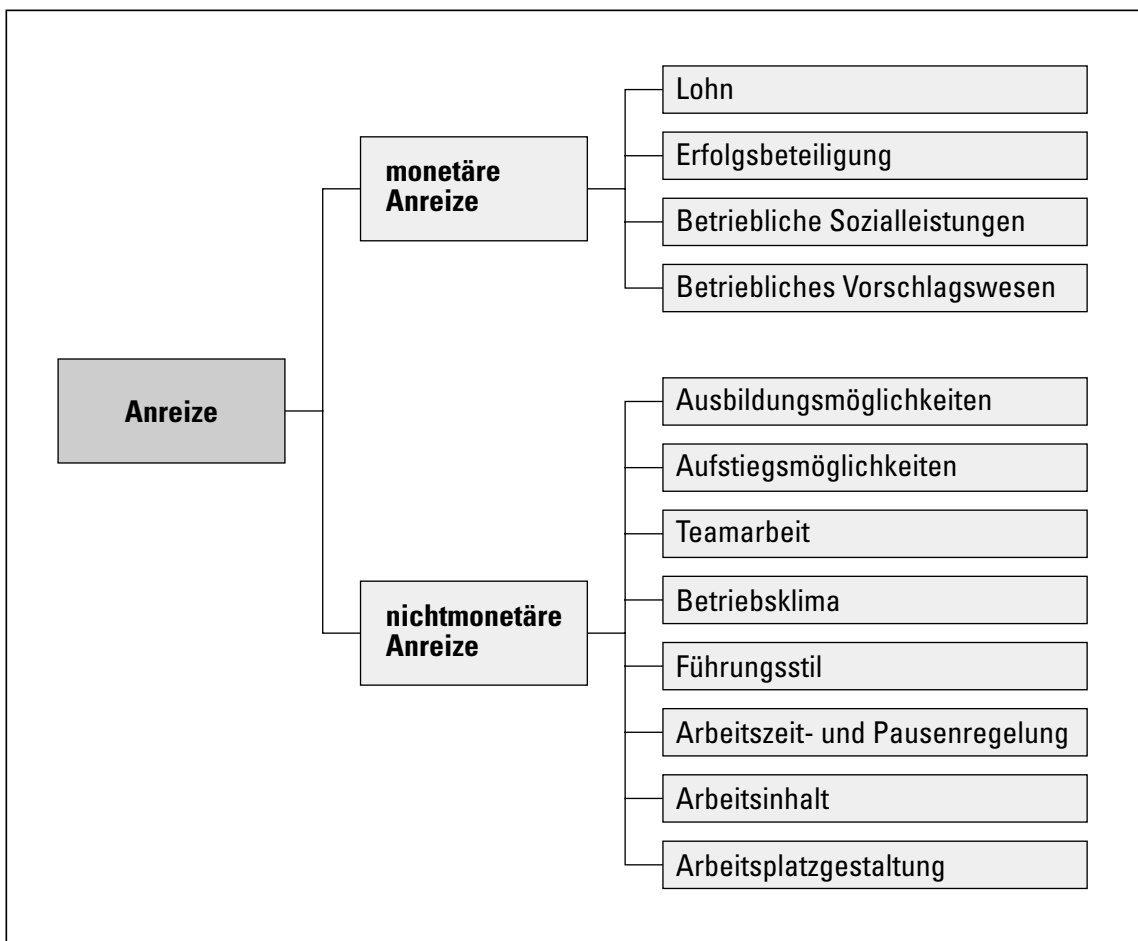 Anreize
monetäre
Anreize
Lohn
Erfolgsbeteiligung
Betriebliche Sozialleistungen
Betriebliches Vorschlagswesen
nichtmonetäre
Anreize
Ausbildungsmöglichkeiten
Aufstiegsmöglichkeiten
Teamarbeit
Betriebsklima
Führungsstil
Arbeitszeit- und Pausenregelung
Arbeitsinhalt
Arbeitsplatzgestaltung